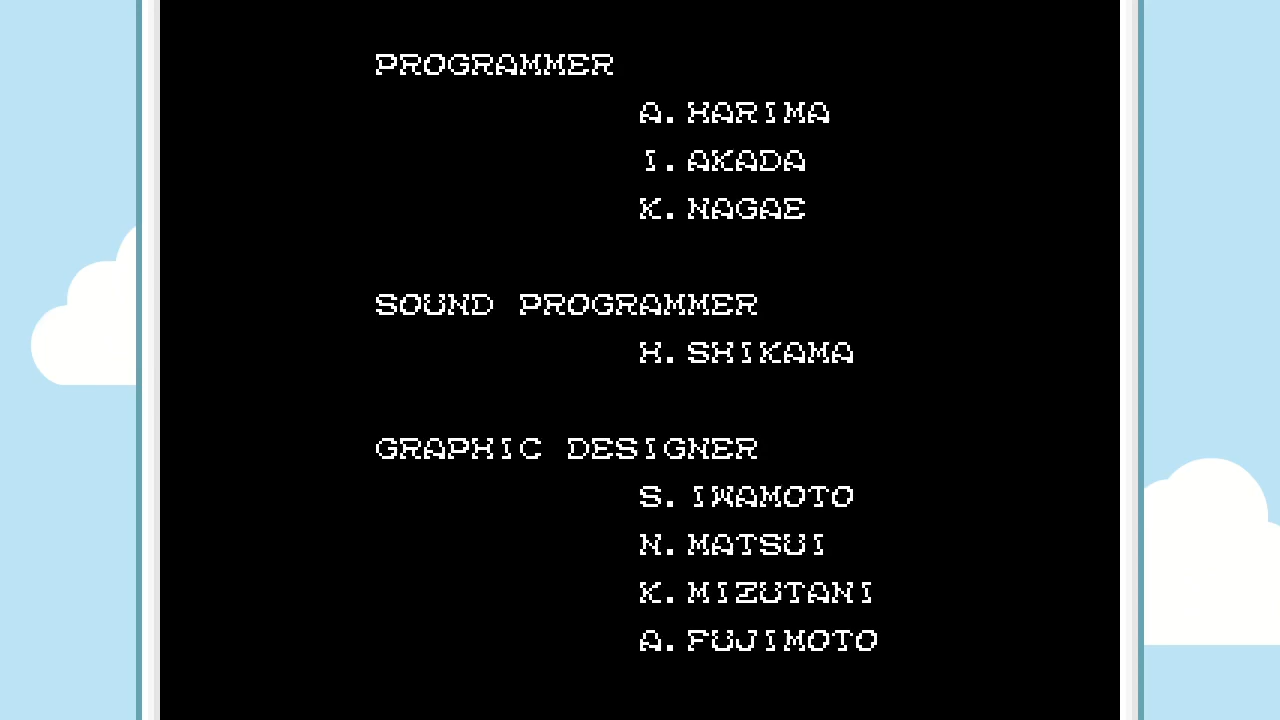 PROGRAMMER
A. HARIMA
I. AKADA
K. NAGAE
SOUND PROGRAMMER
H. SHIKAMA
GRAPHIC DESIGNER
S. IWAMOTO
N. MATSUI
K. MIZUTANI
A. FUJIMOTO